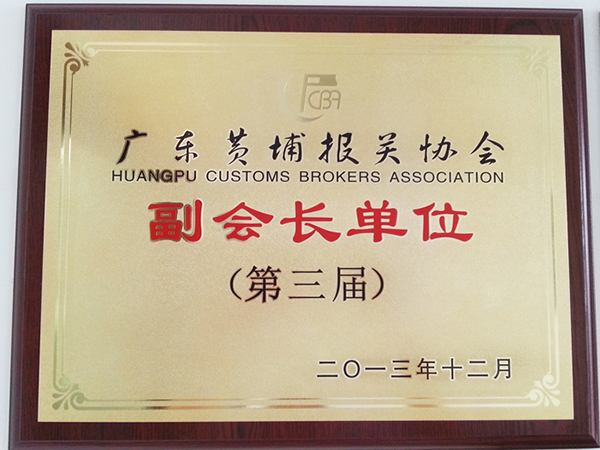 CBA
广东黄埔报关协会
HUANGPU CUSTOMS BROKERS ASSOCIATION
副会长单位
（第三届）
二〇一三年十二月